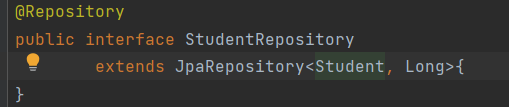 @Repository
public interface StudentRepository
        extends JpaRepository<Student, Long>{
}